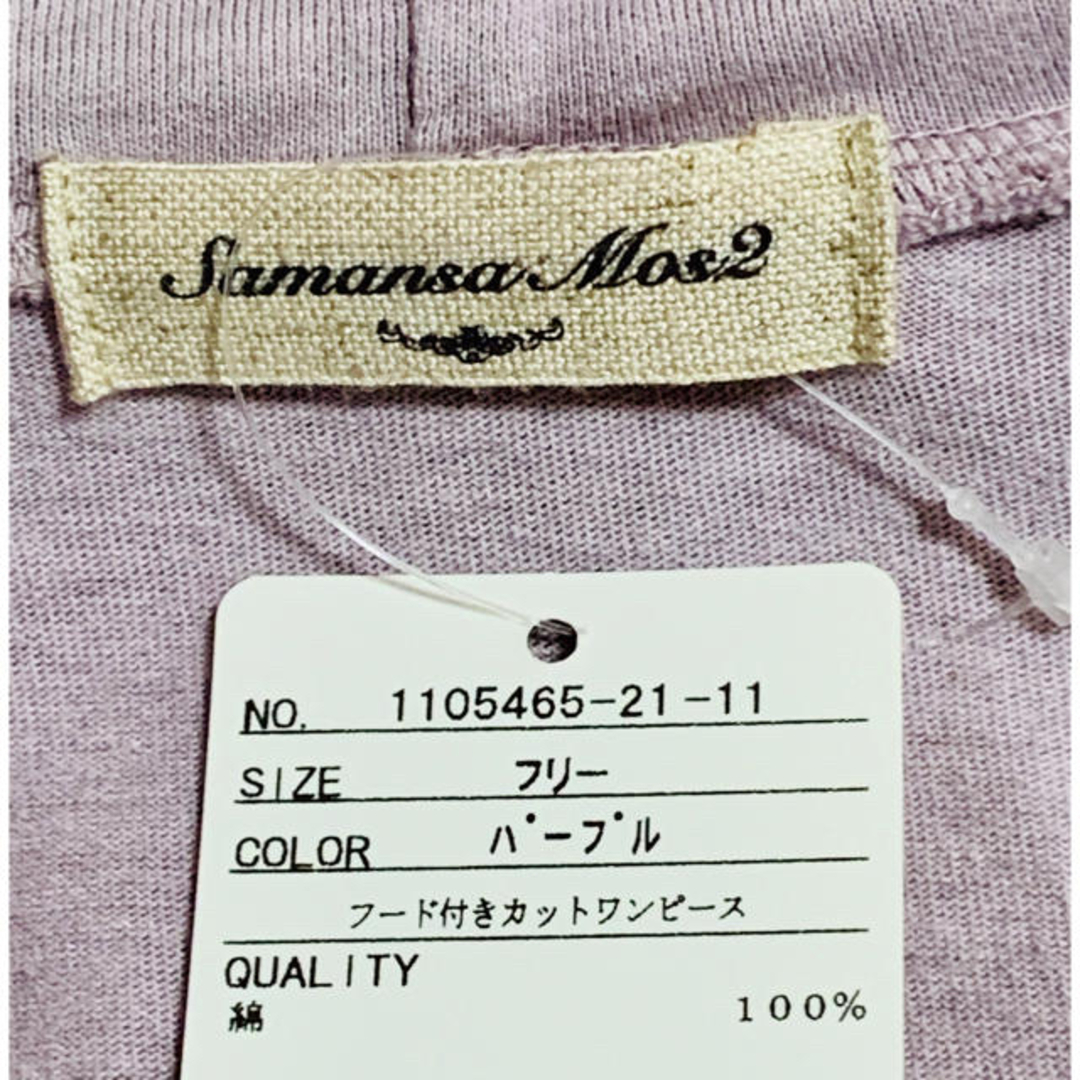 Samansa Mos2
NO. 1105465-21-11
SIZE フリー
COLOR パープル
フード付きカットワンピース
QUALITY
綿 100%